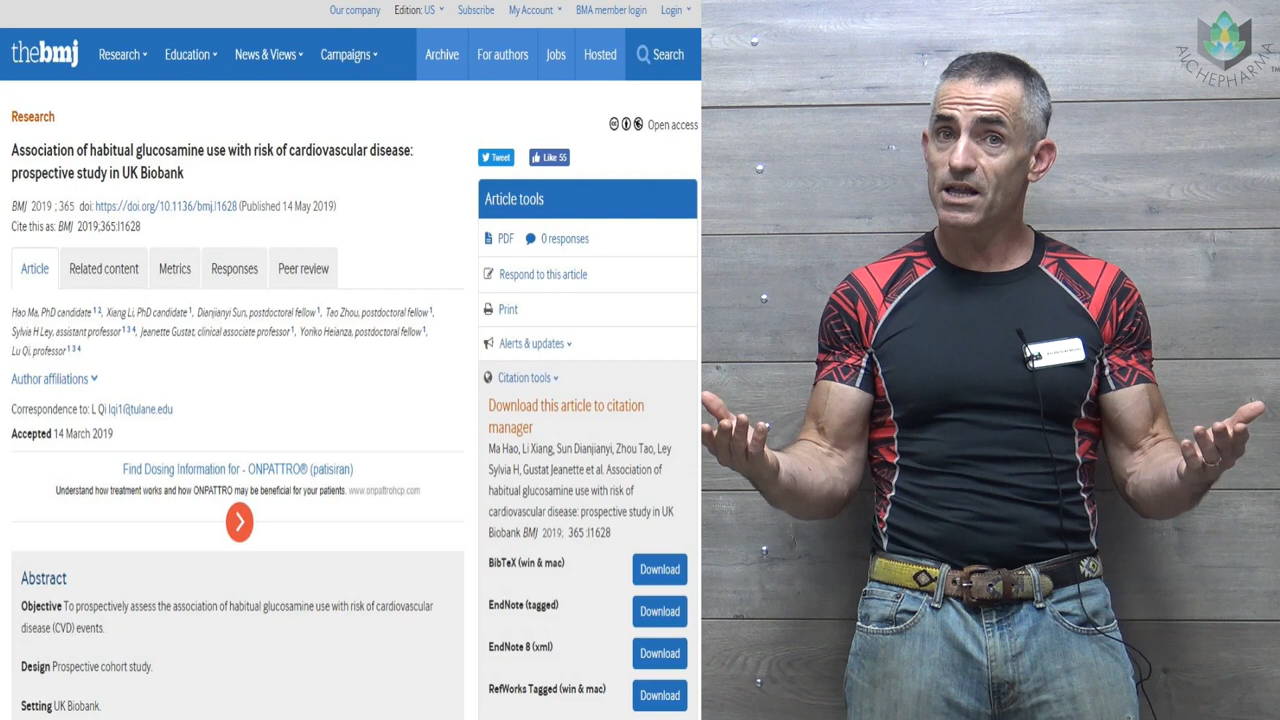 Our company
Edition: US
Subscribe
My Account
BMA member login
Login
thebmj
Research
Education
News & Views
Campaigns
Archive
For authors
Jobs
Hosted
Search
Research
Open access
Association of habitual glucosamine use with risk of cardiovascular disease:
prospective study in UK Biobank
BMJ 2019 ; 365 doi: https://doi.org/10.1136/bmj.l1628 (Published 14 May 2019)
Cite this as: BMJ 2019;365:l1628
Article
Related content
Metrics
Responses
Peer review
Hao Ma, PhD candidate 1 2, Xiang Li, PhD candidate 1, Dianjianyi Sun, postdoctoral fellow 1, Tao Zhou, postdoctoral fellow 1,
Sylvia H Ley, assistant professor 1 3 4, Jeanette Gustat, clinical associate professor 1, Yoriko Heianza, postdoctoral fellow 1,
Lu Qi, professor 1 3 4
Author affiliations
Correspondence to: L Qi lqi1@tulane.edu
Accepted 14 March 2019
Find Dosing Information for - ONPATTRO® (patisiran)
Understand how treatment works and how ONPATTRO may be beneficial for your patients. www.onpattrohcp.com
Abstract
Objective To prospectively assess the association of habitual glucosamine use with risk of cardiovascular
disease (CVD) events.
Design Prospective cohort study.
Setting UK Biobank.
Tweet
Like 55
Article tools
PDF
0 responses
Respond to this article
Print
Alerts & updates
Citation tools
Download this article to citation
manager
Ma Hao, Li Xiang, Sun Dianjianyi, Zhou Tao, Ley
Sylvia H, Gustat Jeanette et al. Association of
habitual glucosamine use with risk of
cardiovascular disease: prospective study in UK
Biobank BMJ 2019; 365 :l1628
BibTeX (win & mac)
Download
EndNote (tagged)
Download
EndNote 8 (xml)
Download
RefWorks Tagged (win & mac)
Download
ALCHEPHARMA TM